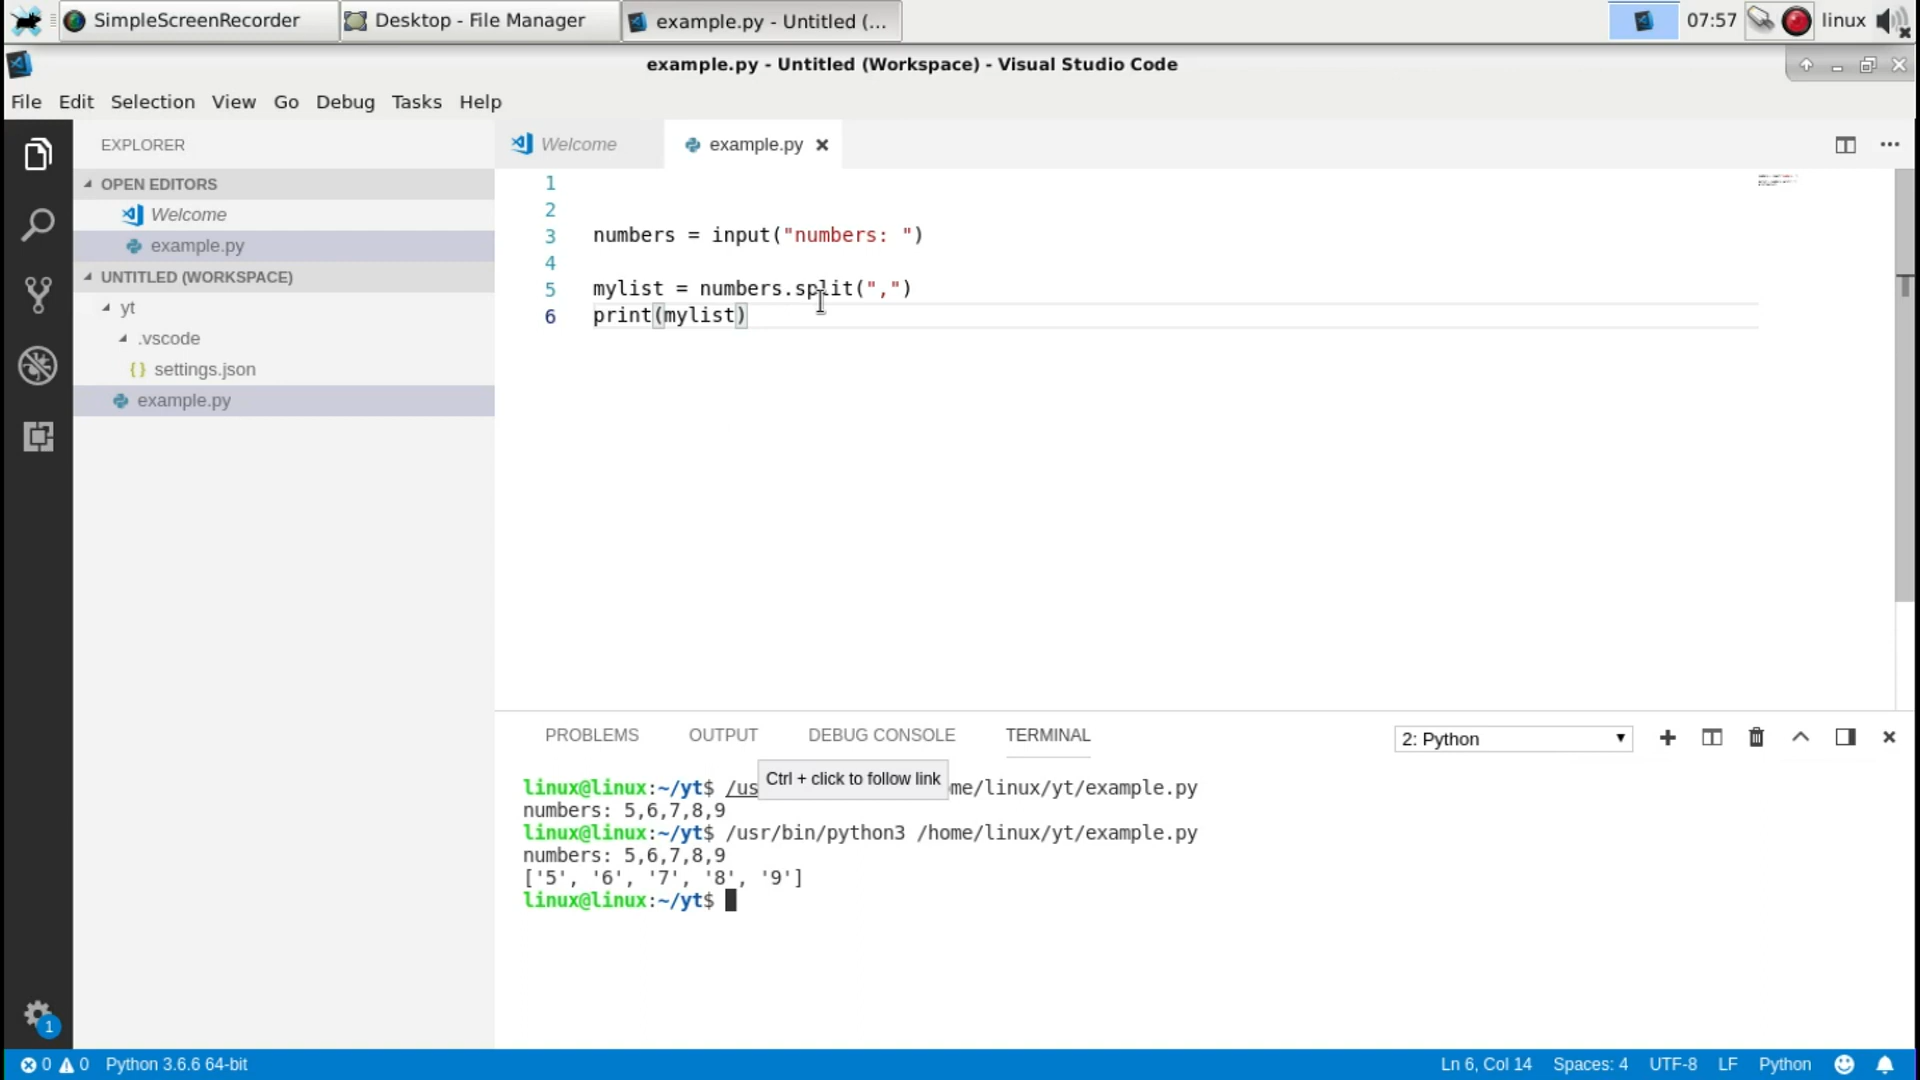 SimpleScreenRecorder
Desktop - File Manager
example.py - Untitled (...
07:57
linux
example.py - Untitled (Workspace) - Visual Studio Code
File Edit Selection View Go Debug Tasks Help
EXPLORER
OPEN EDITORS
Welcome
example.py
UNTITLED (WORKSPACE)
yt
.vscode
{} settings.json
example.py
Welcome
example.py
1
2
3 numbers = input("numbers: ")
4
5 mylist = numbers.split(",")
6 print(mylist)
PROBLEMS OUTPUT DEBUG CONSOLE TERMINAL
2: Python
Ctrl + click to follow link
linux@linux:~/yt$ /us me/linux/yt/example.py
numbers: 5,6,7,8,9
linux@linux:~/yt$ /usr/bin/python3 /home/linux/yt/example.py
numbers: 5,6,7,8,9
['5', '6', '7', '8', '9']
linux@linux:~/yt$
1
0 0 Python 3.6.6 64-bit
Ln 6, Col 14 Spaces: 4 UTF-8 LF Python